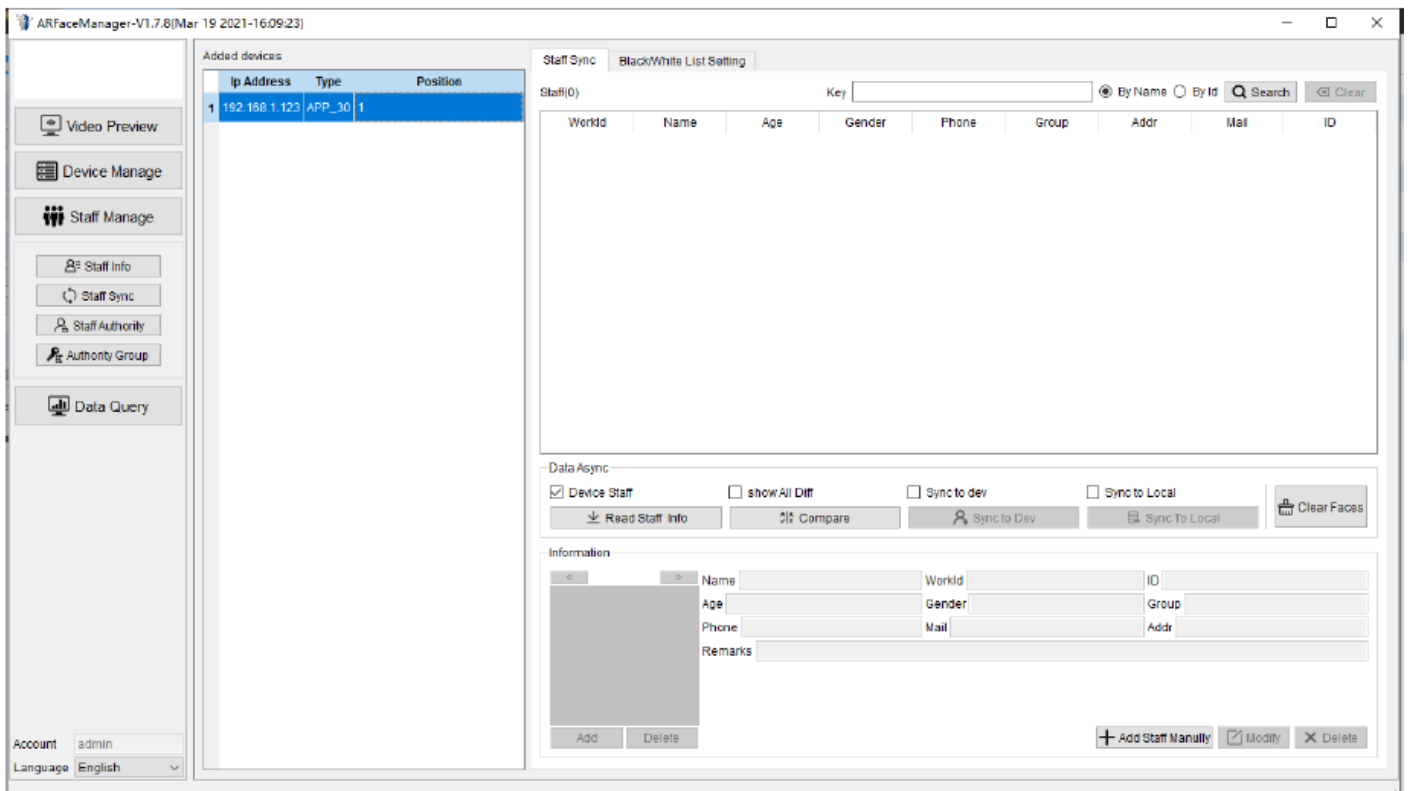 ARFaceManager-V1.7.8(Mar 19 2021-16:09:23)
Video Preview
Device Manage
Staff Manage
Staff Info
Staff Sync
Staff Authority
Authority Group
Data Query
Account admin
Language English
Added devices
Ip Address Type Position
1 192.168.1.123 APP_30 1
Staff Sync Black/White List Setting
Staff(0) Key By Name By Id Search Clear
WorkId Name Age Gender Phone Group Addr Mail ID
Data Async
Device Staff show All Diff Sync to dev Sync to Local
Read Staff Info Compare Sync to Dev Sync To Local Clear Faces
Information
< > Name WorkId ID
Age Gender Group
Phone Mail Addr
Remarks
Add Delete Add Staff Manully Modify Delete